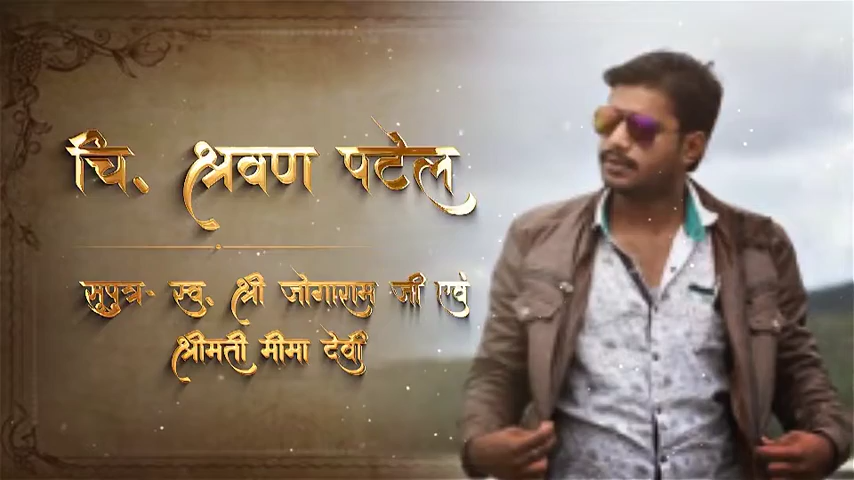 चि. श्रवण पटेल
सुपुत्र- स्व. श्री जोगाराम जी एवं
श्रीमती मीमा देवी